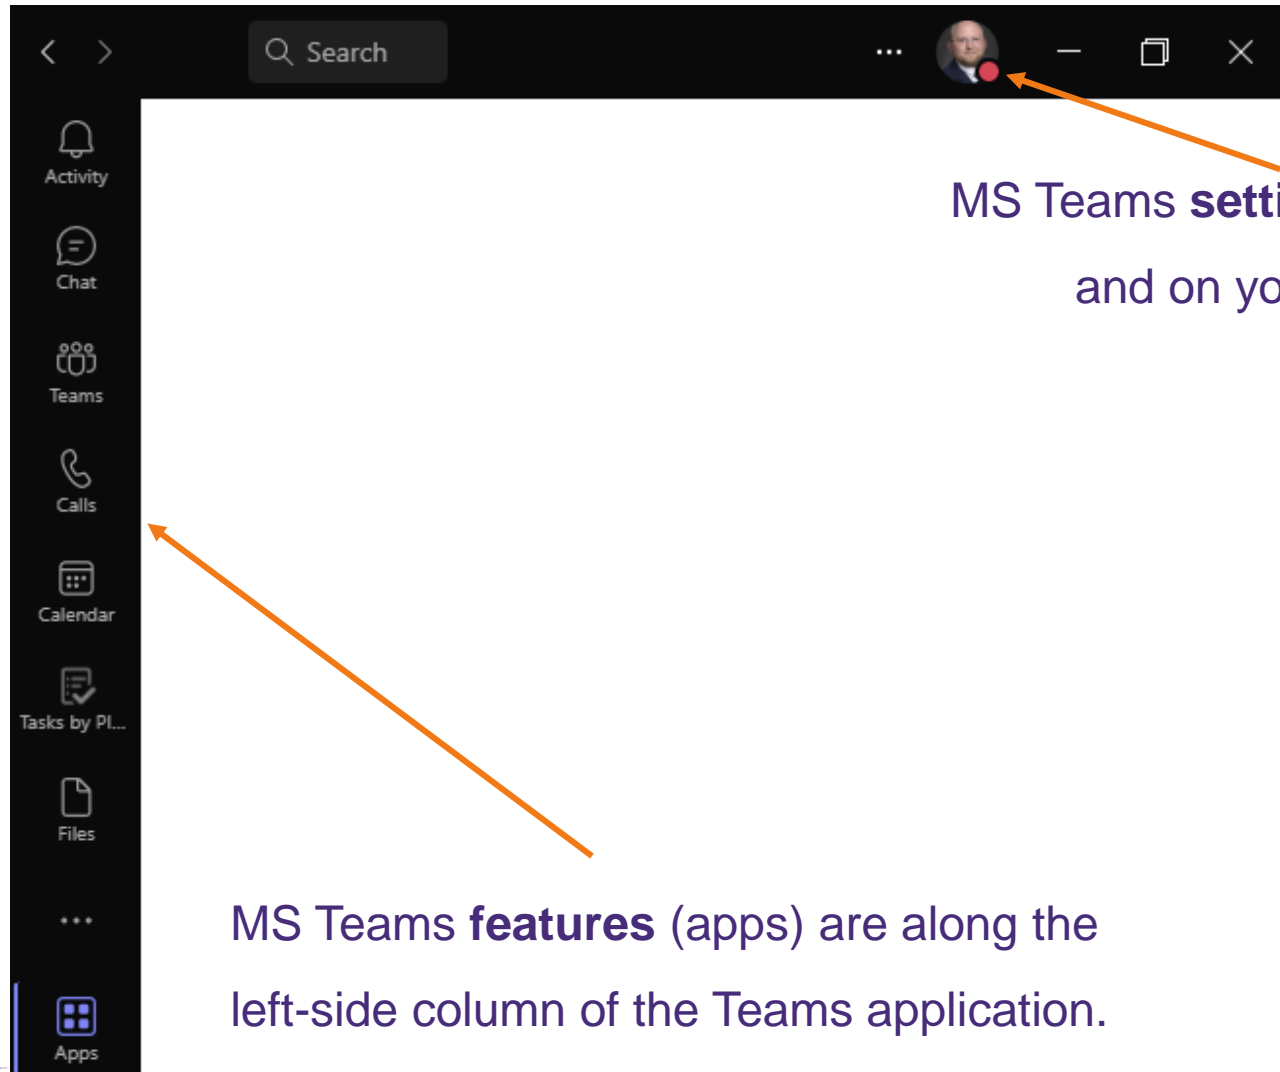 Search
Activity
MS Teams setti
Chat
and on yo
Teams
Calls
Calendar
Tasks by Pl...
Files
MS Teams features (apps) are along the
left-side column of the Teams application.
Apps